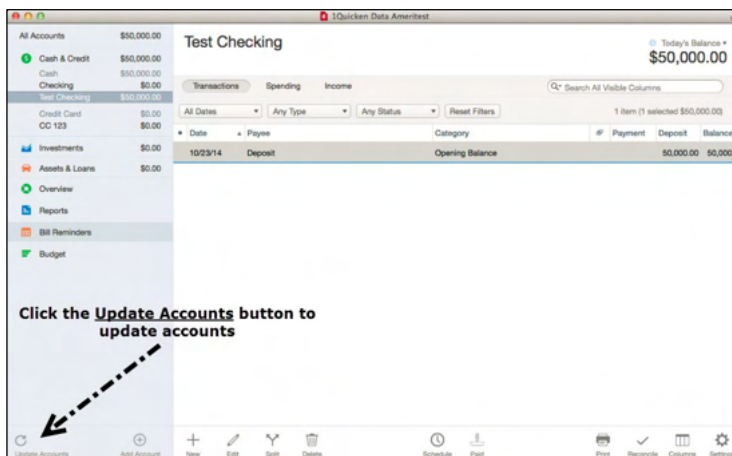 1Quicken Data Ameritest
All Accounts $50,000.00
Cash & Credit $50,000.00
Cash $50,000.00
Checking $0.00
Test Checking $50,000.00
Credit Card $0.00
CC 123 $0.00
Investments $0.00
Assets & Loans $0.00
Overview
Reports
Bill Reminders
Budget
Click the Update Accounts button to
update accounts
Update Accounts Add Account
Test Checking
Today's Balance
$50,000.00
Transactions Spending Income Search All Visible Columns
All Dates Any Type Any Status Reset Filters 1 item (1 selected $50,000.00)
Date Payee Category Payment Deposit Balance
10/23/14 Deposit Opening Balance 50,000.00 50,000
New Edit Split Delete Schedule Paid Print Reconcile Columns Settings